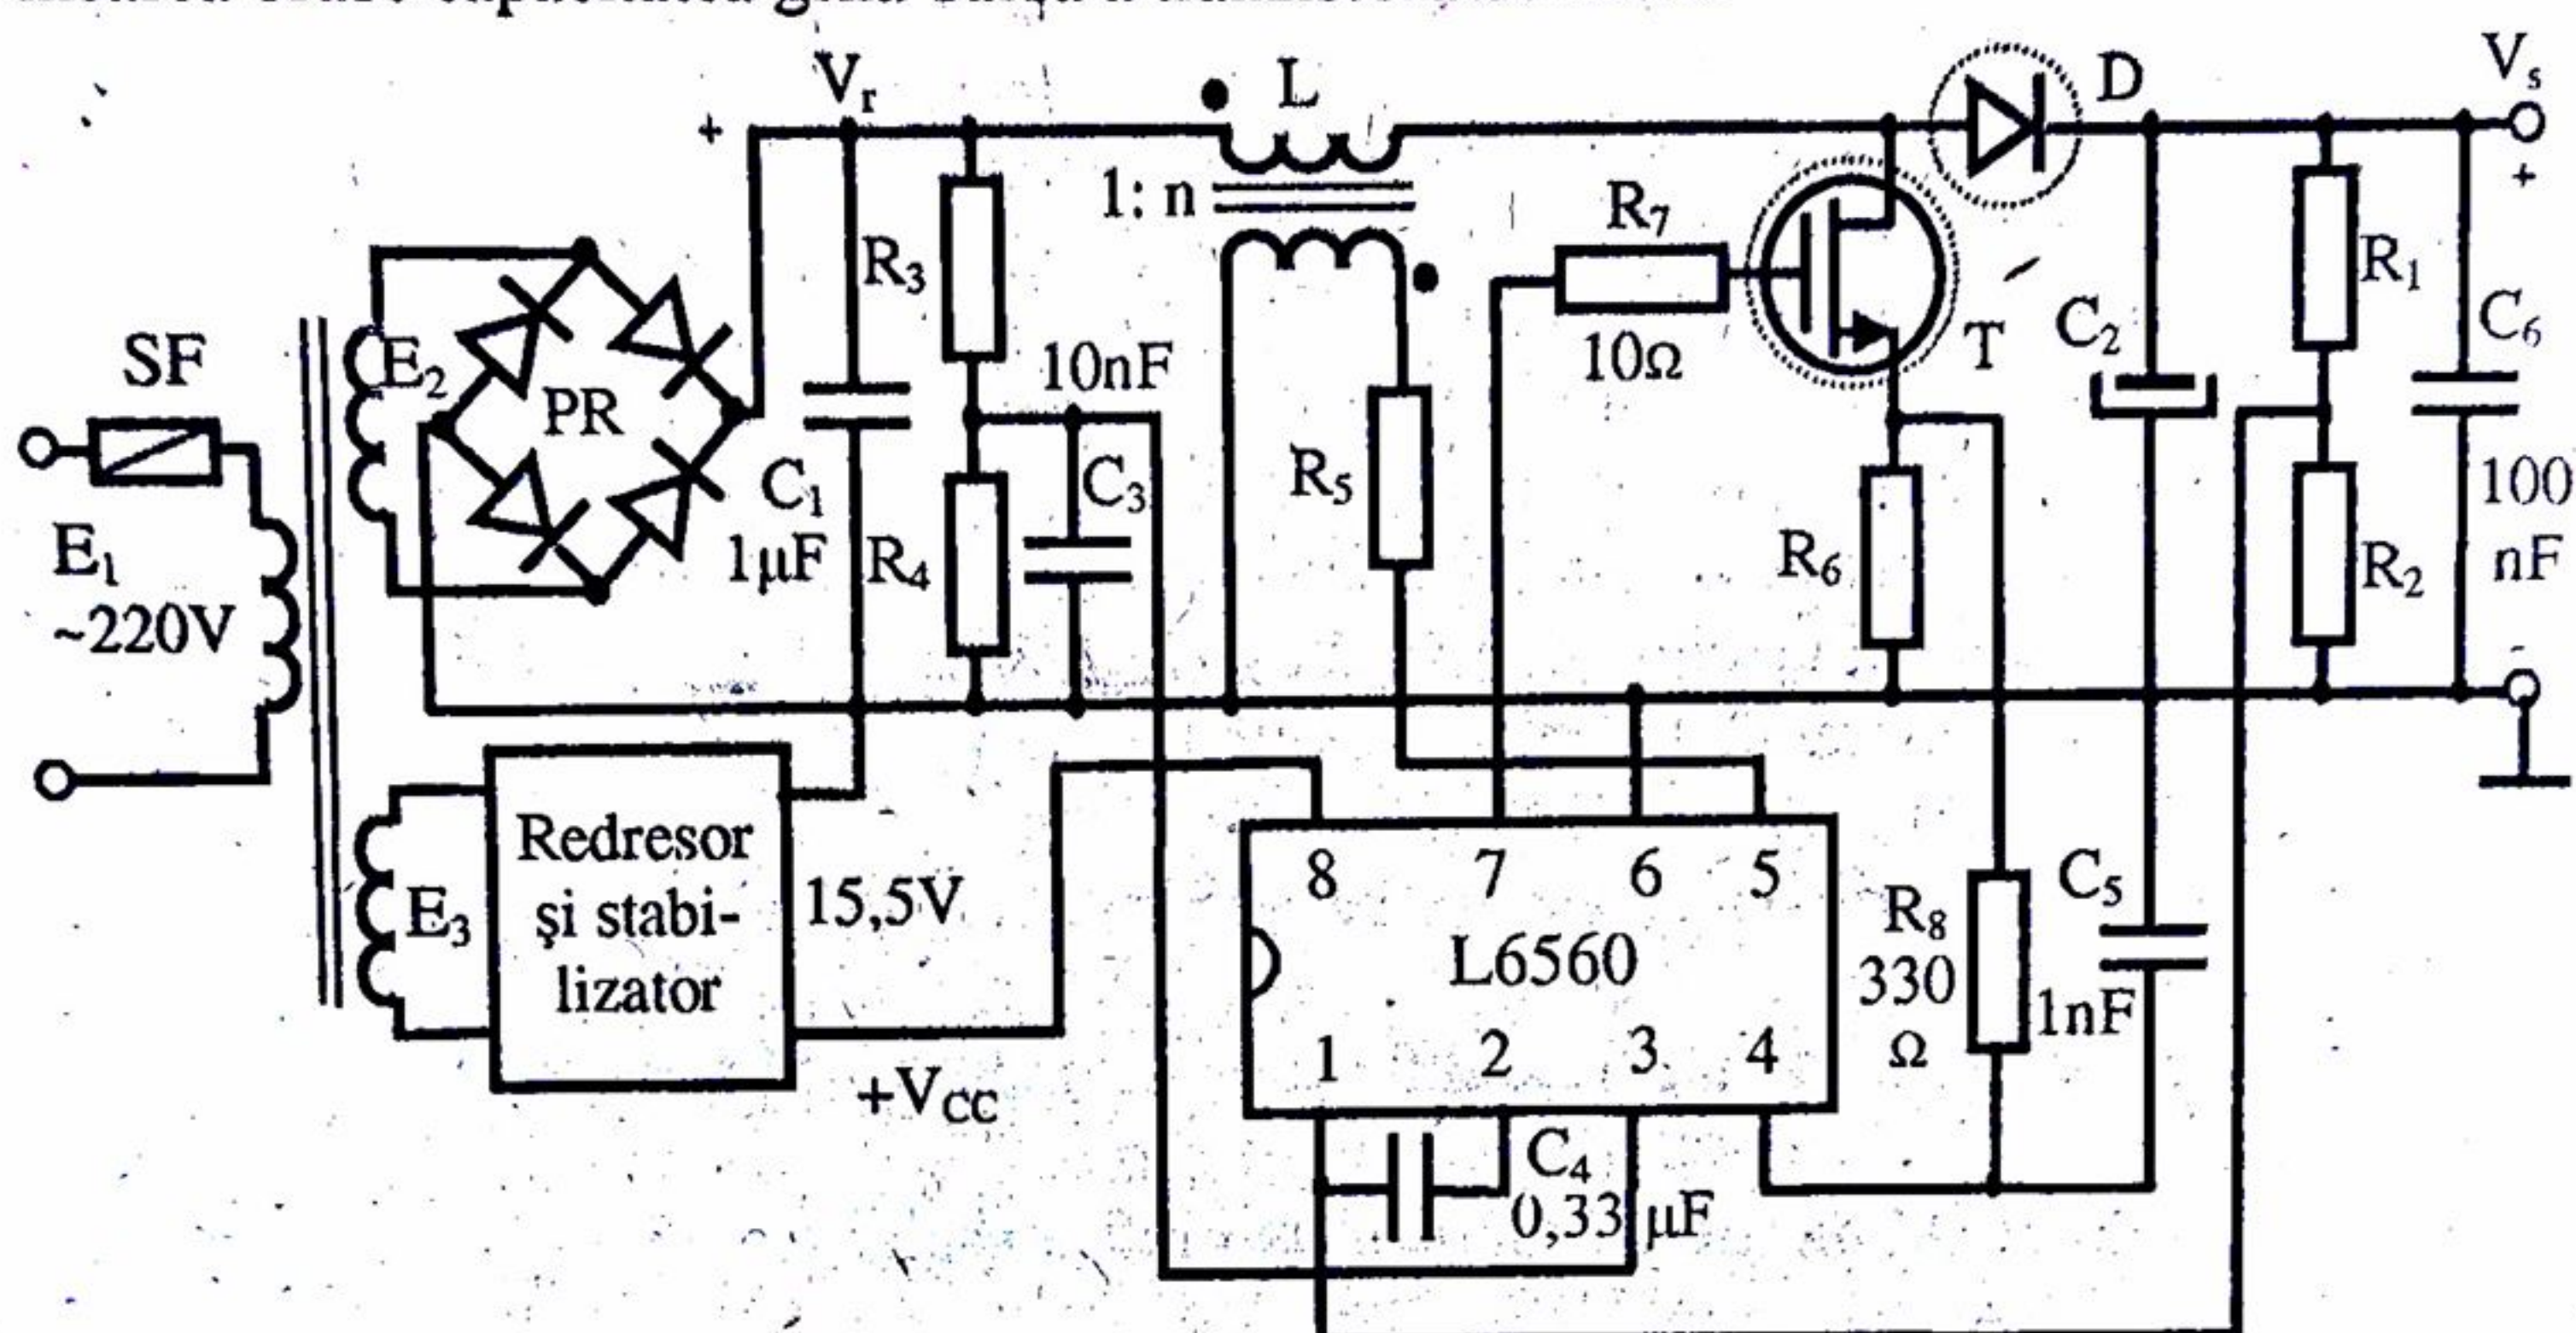 Vr
L
D
Vs
+
1: n
+
R7
R3
R1
SF
E2
10nF
10Ω
T
C2
C6
PR
C1
C3
R5
100
E1
1μF
R4
R6
R2
nF
~220V
-
Redresor
şi stabi-
lizator
E3
15,5V
8 7 6 5
C5
R8
L6560
330
Ω
1nF
1 2 3 4
+VCC
C4
0,33 μF